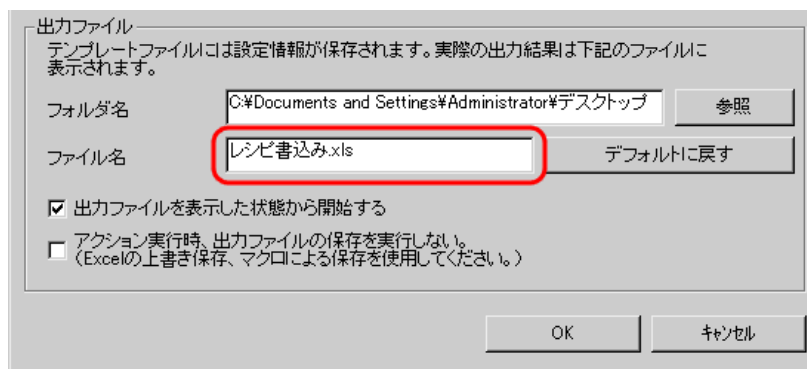 出力ファイル
テンプレートファイルには設定情報が保存されます。実際の出力結果は下記のファイルに
表示されます。
フォルダ名 C:¥Documents and Settings¥Administrator¥デスクトップ 参照
ファイル名 レシピ書込み.xls デフォルトに戻す
出力ファイルを表示した状態から開始する
アクション実行時、出力ファイルの保存を実行しない。
（Excelの上書き保存、マクロによる保存を使用してください。）
OK キャンセル